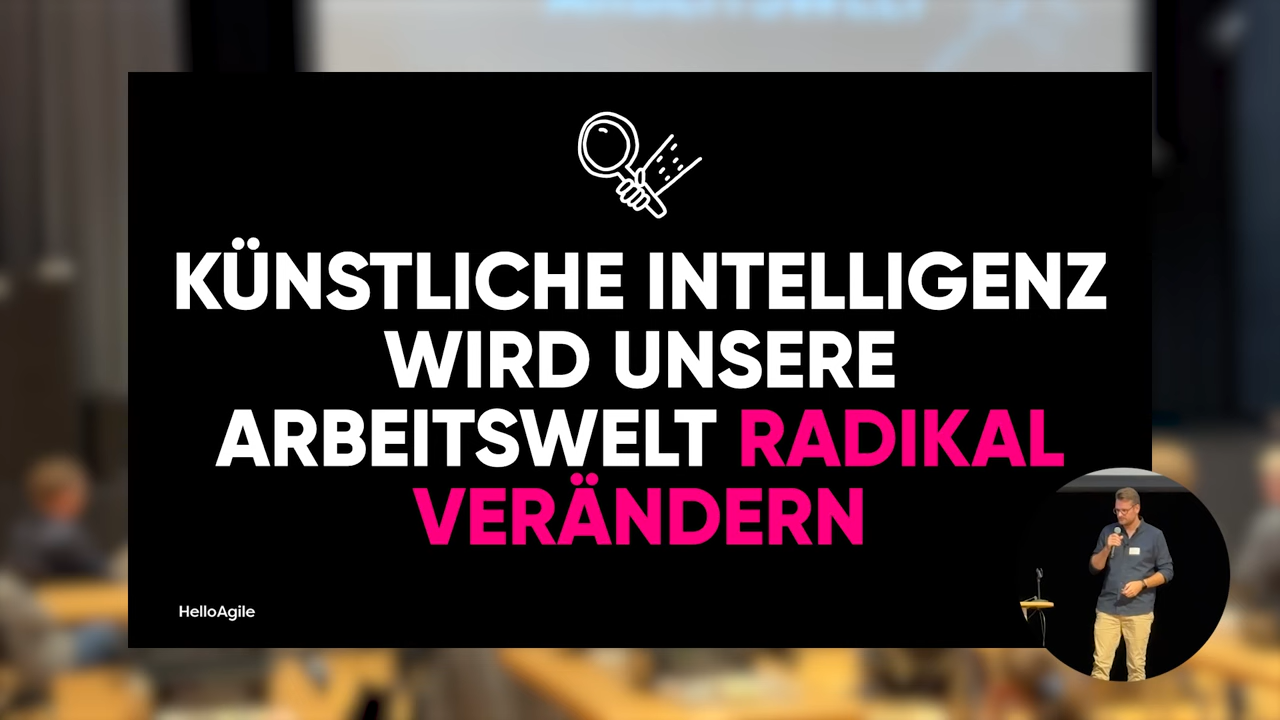 KÜNSTLICHE INTELLIGENZ
WIRD UNSERE
ARBEITSWELT RADIKAL
VERÄNDERN
HelloAgile